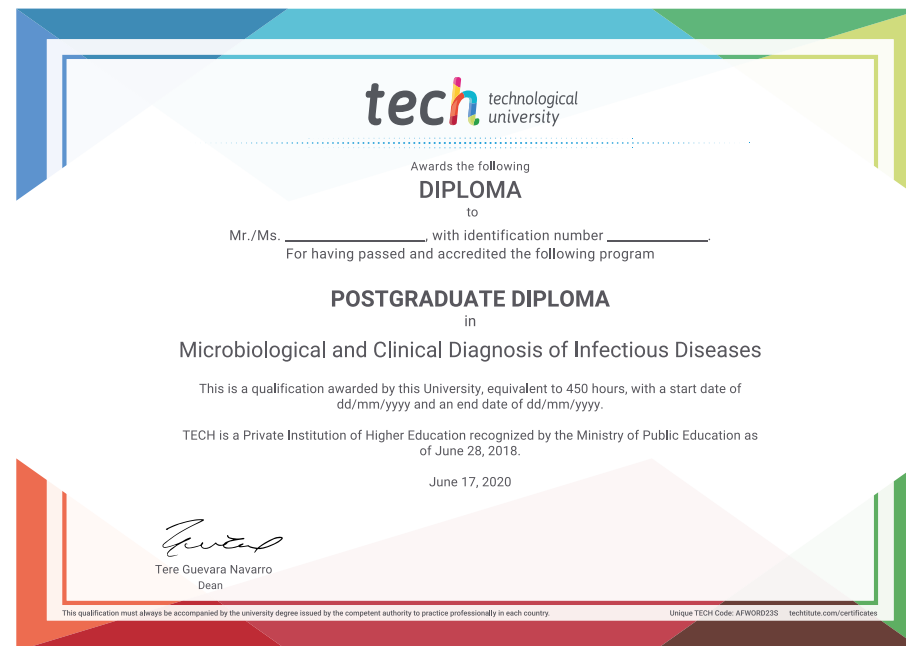 tech technological
university
Awards the following
DIPLOMA
to
Mr./Ms. ____________________, with identification number ______________.
For having passed and accredited the following program
POSTGRADUATE DIPLOMA
in
Microbiological and Clinical Diagnosis of Infectious Diseases
This is a qualification awarded by this University, equivalent to 450 hours, with a start date of
dd/mm/yyyy and an end date of dd/mm/yyyy.
TECH is a Private Institution of Higher Education recognized by the Ministry of Public Education as
of June 28, 2018.
June 17, 2020
Tere Guevara Navarro
Dean
This qualification must always be accompanied by the university degree issued by the competent authority to practice professionally in each country. Unique TECH Code: AFWORD23S techtitute.com/certificates